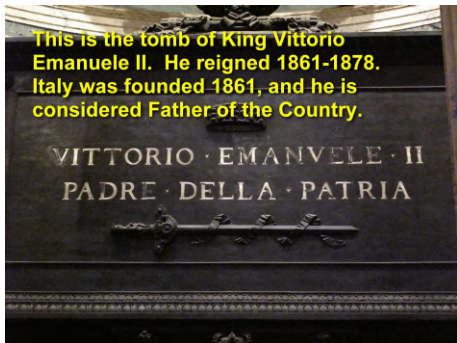 This is the tomb of King Vittorio
Emanuele II.  He reigned 1861-1878.
Italy was founded 1861, and he is
considered Father of the Country.
VITTORIO · EMANVELE · II
PADRE · DELLA · PATRIA